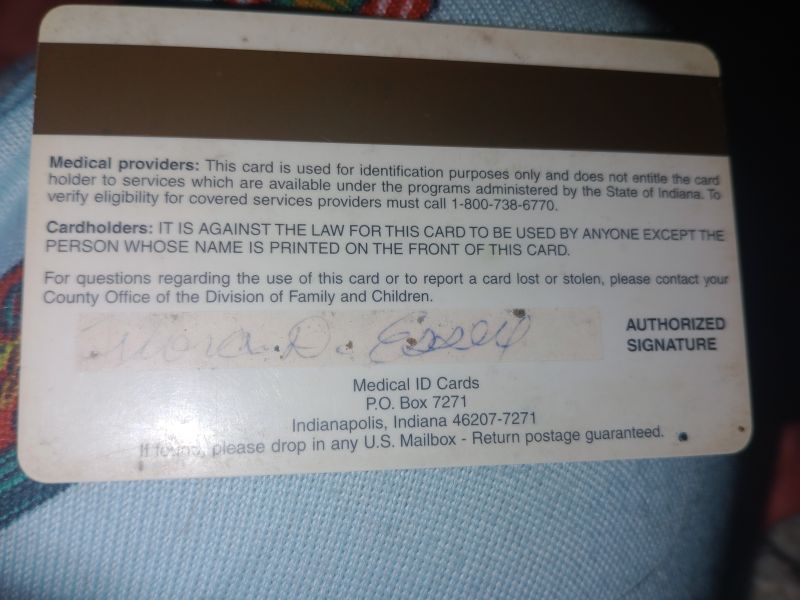 Medical providers: This card is used for identification purposes only and does not entitle the card
holder to services which are available under the programs administered by the State of Indiana. To
verify eligibility for covered services providers must call 1-800-738-6770.
Cardholders: IT IS AGAINST THE LAW FOR THIS CARD TO BE USED BY ANYONE EXCEPT THE
PERSON WHOSE NAME IS PRINTED ON THE FRONT OF THIS CARD.
For questions regarding the use of this card or to report a card lost or stolen, please contact your
County Office of the Division of Family and Children.
D.
AUTHORIZED
SIGNATURE
Medical ID Cards
P.O. Box 7271
Indianapolis, Indiana 46207-7271
If found, please drop in any U.S. Mailbox - Return postage guaranteed.